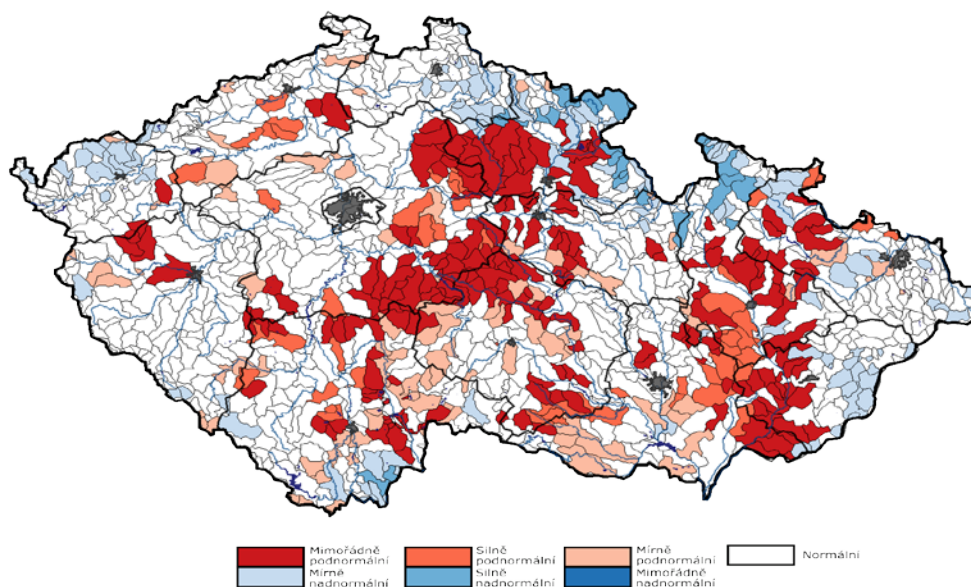 Mimořádně
podnormální
Silně
podnormální
Mírně
podnormální
Normální
Mírně
nadnormální
Silně
nadnormální
Mimořádně
nadnormální